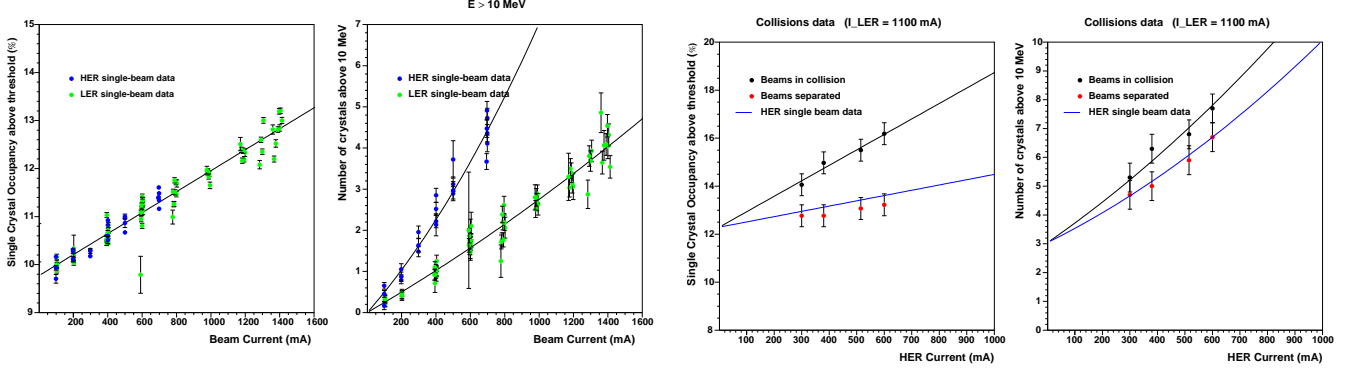 E > 10 MeV
Single Crystal Occupancy above threshold (%)
15
14
13
12
11
10
9
HER single-beam data
LER single-beam data
200 400 600 800 1000 1200 1400 1600
Beam Current (mA)
Number of crystals above 10 MeV
7
6
5
4
3
2
1
0
HER single-beam data
LER single-beam data
200 400 600 800 1000 1200 1400 1600
Beam Current (mA)
Collisions data (I_LER = 1100 mA)
Single Crystal Occupancy above threshold (%)
20
18
16
14
12
10
8
Beams in collision
Beams separated
HER single beam data
100 200 300 400 500 600 700 800 900 1000
HER Current (mA)
Collisions data (I_LER = 1100 mA)
Number of crystals above 10 MeV
10
9
8
7
6
5
4
3
2
1
0
Beams in collision
Beams separated
HER single beam data
100 200 300 400 500 600 700 800 900 1000
HER Current (mA)